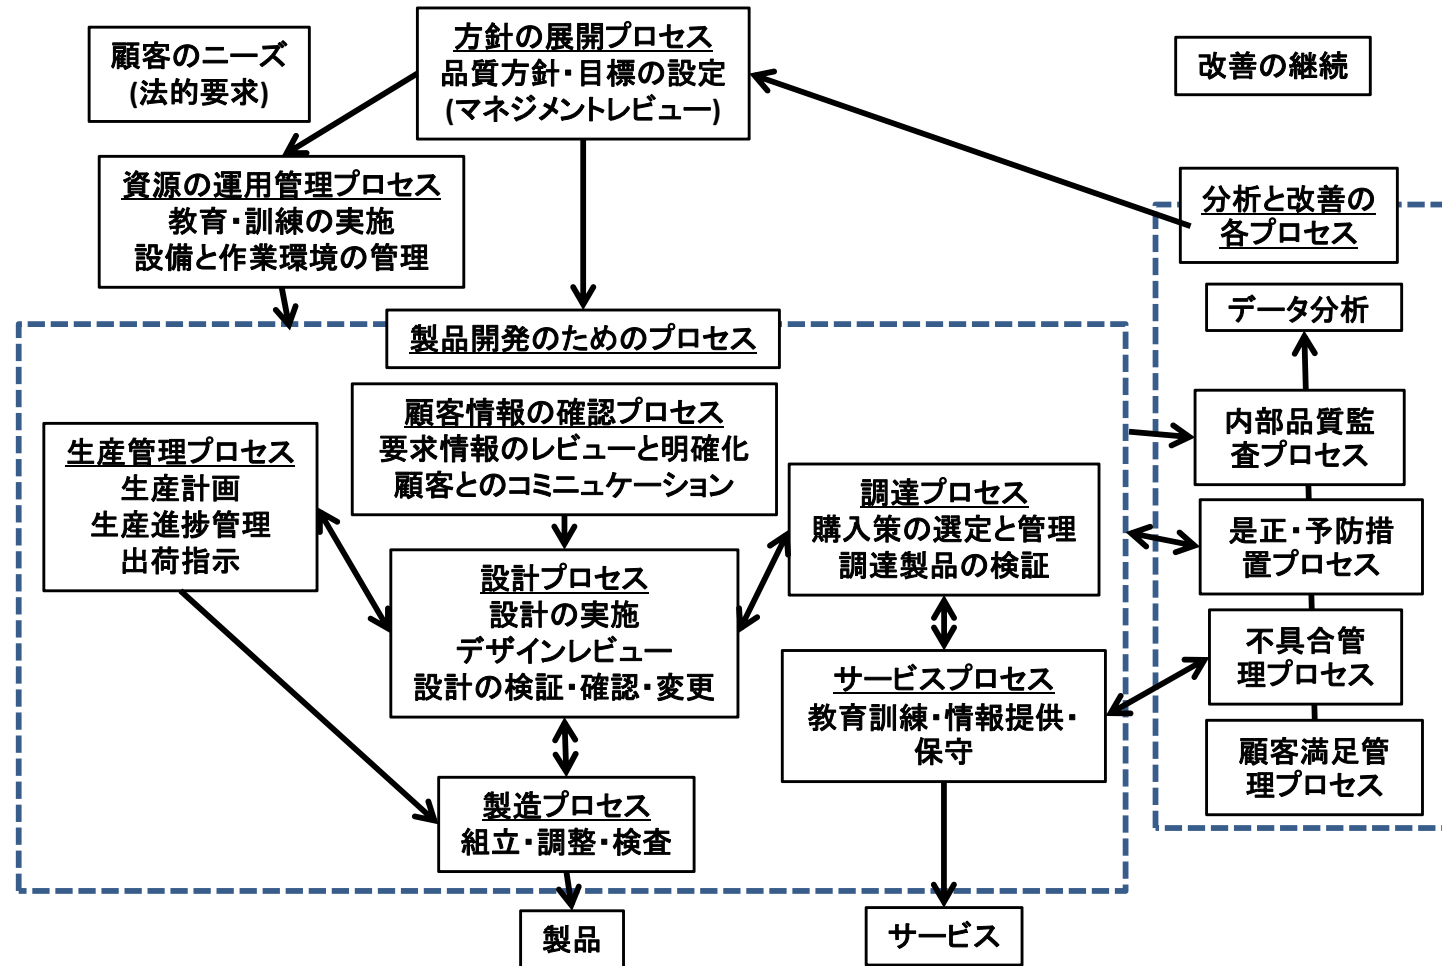 顧客のニーズ
(法的要求)
方針の展開プロセス
品質方針・目標の設定
(マネジメントレビュー)
改善の継続
資源の運用管理プロセス
教育・訓練の実施
設備と作業環境の管理
分析と改善の
各プロセス
データ分析
製品開発のためのプロセス
顧客情報の確認プロセス
要求情報のレビューと明確化
顧客とのコミニュケーション
生産管理プロセス
生産計画
生産進捗管理
出荷指示
調達プロセス
購入策の選定と管理
調達製品の検証
内部品質監
査プロセス
是正・予防措
置プロセス
設計プロセス
設計の実施
デザインレビュー
設計の検証・確認・変更
サービスプロセス
教育訓練・情報提供・
保守
不具合管
理プロセス
顧客満足管
理プロセス
製造プロセス
組立・調整・検査
製品
サービス